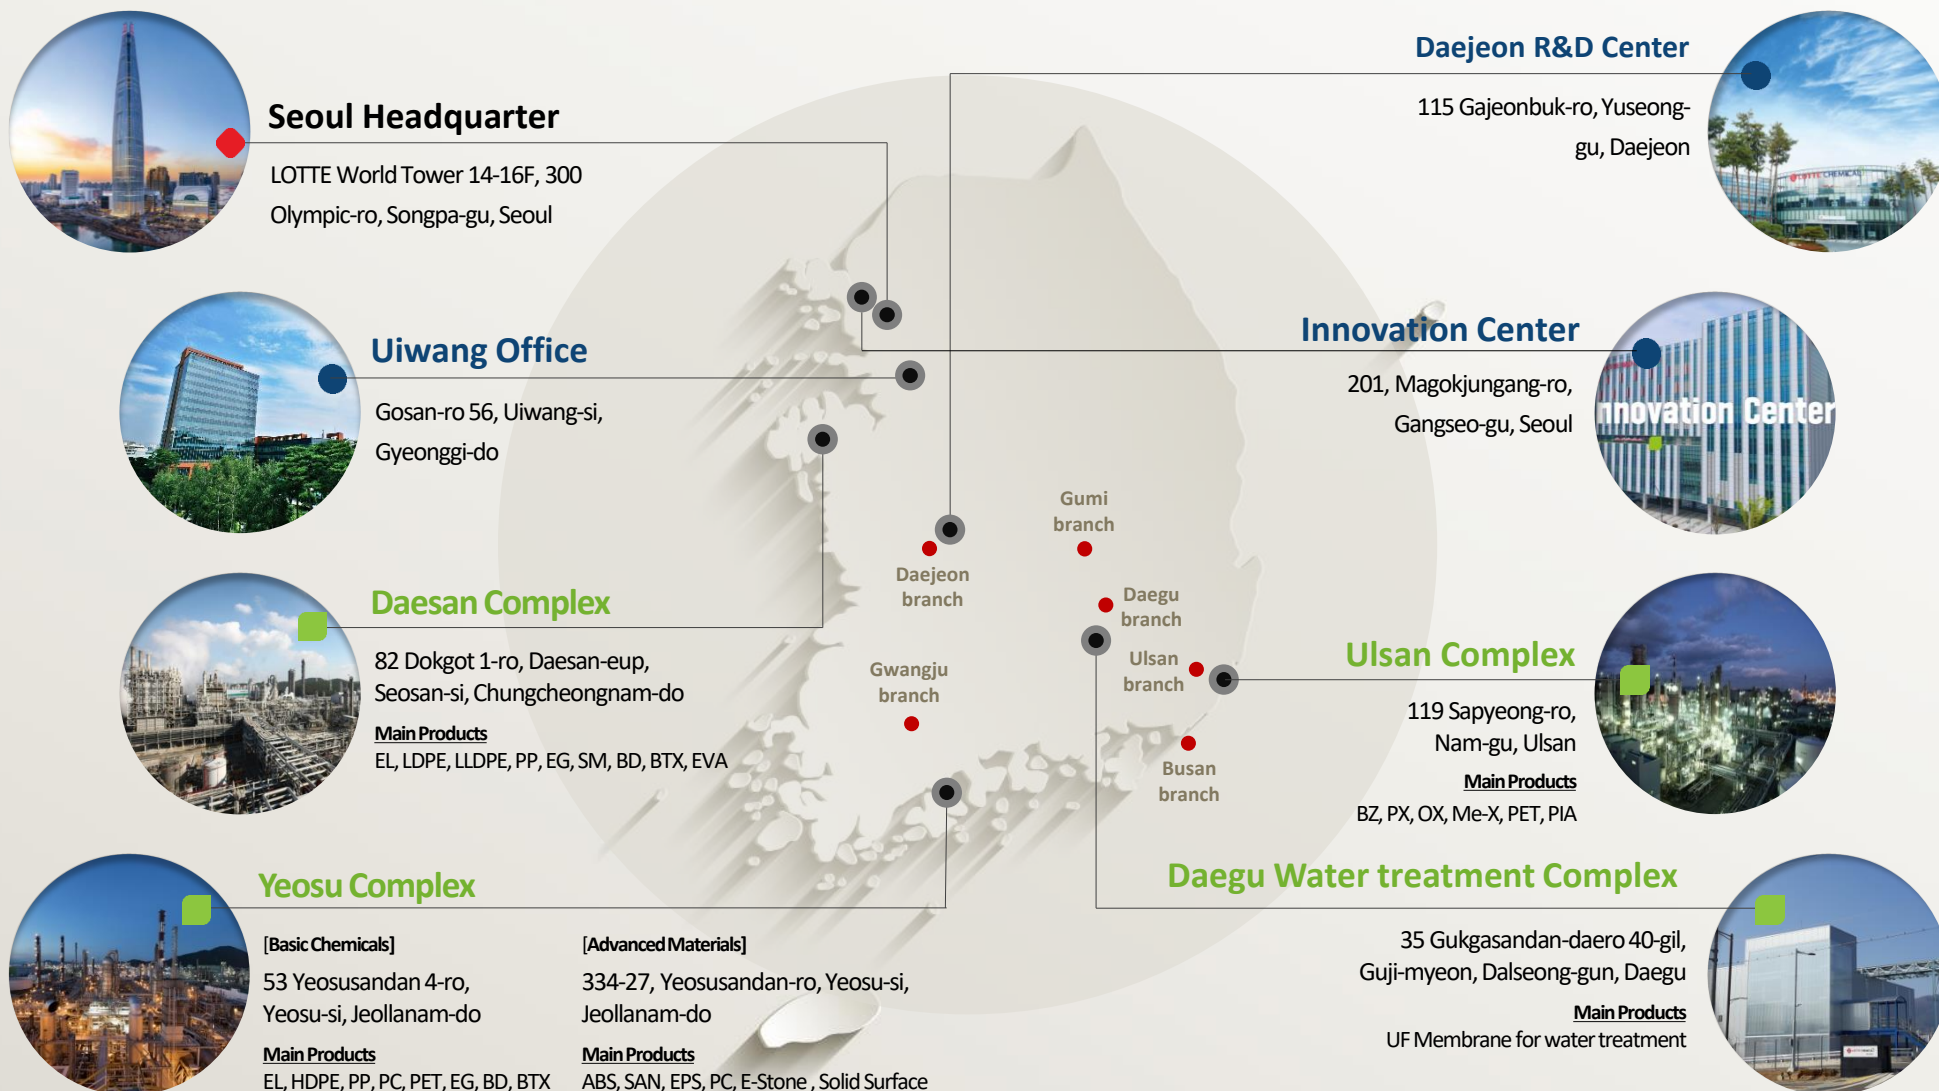 Seoul Headquarter
LOTTE World Tower 14-16F, 300
Olympic-ro, Songpa-gu, Seoul
Uiwang Office
Gosan-ro 56, Uiwang-si,
Gyeonggi-do
Daesan Complex
82 Dokgot 1-ro, Daesan-eup,
Seosan-si, Chungcheongnam-do
Main Products
EL, LDPE, LLDPE, PP, EG, SM, BD, BTX, EVA
Yeosu Complex
[Basic Chemicals]
53 Yeosusandan 4-ro,
Yeosu-si, Jeollanam-do
Main Products
EL, HDPE, PP, PC, PET, EG, BD, BTX
[Advanced Materials]
334-27, Yeosusandan-ro, Yeosu-si,
Jeollanam-do
Main Products
ABS, SAN, EPS, PC, E-Stone , Solid Surface
Gumi
branch
Daejeon
branch
Daegu
branch
Ulsan
branch
Gwangju
branch
Busan
branch
Daejeon R&D Center
115 Gajeonbuk-ro, Yuseong-
gu, Daejeon
LOTTE CHEMICAL
Innovation Center
201, Magokjungang-ro,
Gangseo-gu, Seoul
Innovation Center
Ulsan Complex
119 Sapyeong-ro,
Nam-gu, Ulsan
Main Products
BZ, PX, OX, Me-X, PET, PIA
Daegu Water treatment Complex
35 Gukgasandan-daero 40-gil,
Guji-myeon, Dalseong-gun, Daegu
Main Products
UF Membrane for water treatment